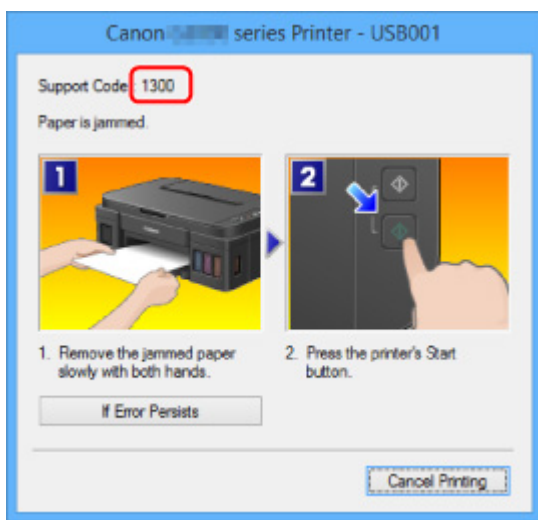 Canon series Printer - USB001
Support Code : 1300
Paper is jammed.
1
2
1. Remove the jammed paper
slowly with both hands.
2. Press the printer's Start
button.
If Error Persists
Cancel Printing